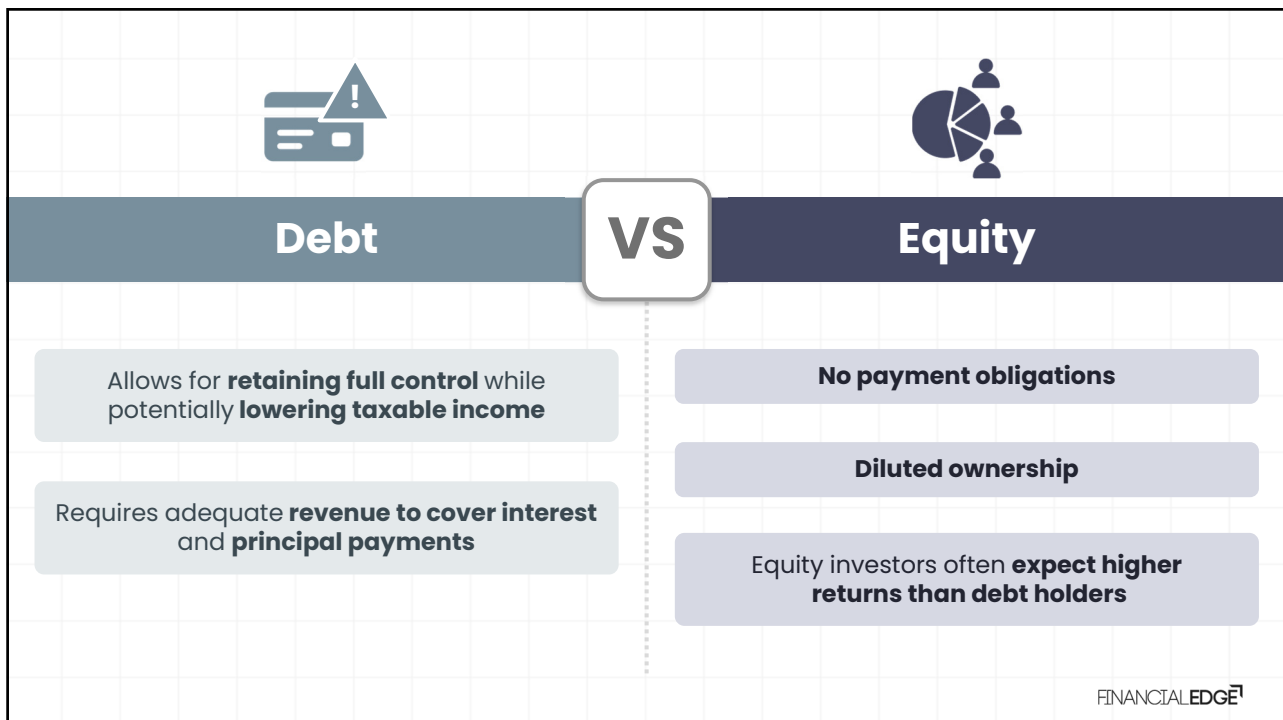 Debt
VS
Equity
Allows for retaining full control while
potentially lowering taxable income
Requires adequate revenue to cover interest
and principal payments
No payment obligations
Diluted ownership
Equity investors often expect higher
returns than debt holders
FINANCIALEDGE